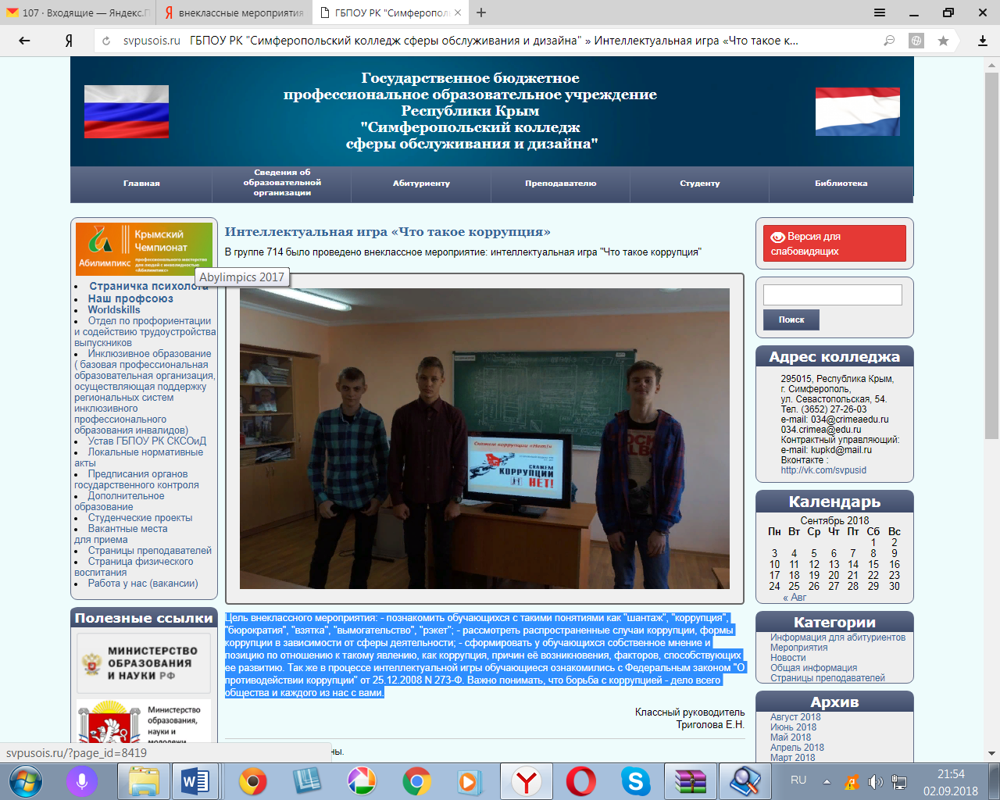 107 · Входящие — Яндекс.П
внеклассные мероприятия
ГБПОУ РК "Симферополь
svpusois.ru ГБПОУ РК "Симферопольский колледж сферы обслуживания и дизайна" » Интеллектуальная игра «Что такое к...
Государственное бюджетное
профессиональное образовательное учреждение
Республики Крым
"Симферопольский колледж
сферы обслуживания и дизайна"
Главная
Сведения об
образовательной
организации
Абитуриенту
Преподавателю
Студенту
Библиотека
Крымский
Чемпионат
Абилимпикс
профессионального мастерства
для людей с инвалидностью
«Абилимпикс»
Abylimpics 2017
Страничка психолога
Наш профсоюз
Worldskills
Отдел по профориентации
и содействию трудоустройства
выпускников
Инклюзивное образование
( базовая профессиональная
образовательная организация,
осуществляющая поддержку
региональных систем
инклюзивного
профессионального
образования инвалидов)
Устав ГБПОУ РК СКСОиД
Локальные нормативные
акты
Предписания органов
государственного контроля
Дополнительное
образование
Студенческие проекты
Вакантные места
для приема
Страницы преподавателей
Страница физического
воспитания
Работа у нас (вакансии)
Полезные ссылки
МИНИСТЕРСТВО
ОБРАЗОВАНИЯ
И НАУКИ РФ
Министерство
образования,
науки и
молодежи
Интеллектуальная игра «Что такое коррупция»
В группе 714 было проведено внеклассное мероприятие: интеллектуальная игра "Что такое коррупция"
Скажем коррупции «Нет!»
СКАЖЕМ
КОРРУПЦИИ
НЕТ!
Цель внеклассного мероприятия: - познакомить обучающихся с такими понятиями как "шантаж", "коррупция",
"бюрократия", "взятка", "вымогательство", "рэкет"; - рассмотреть распространенные случаи коррупции, формы
коррупции в зависимости от сферы деятельности; - сформировать у обучающихся собственное мнение и
позицию по отношению к такому явлению, как коррупция, причин её возникновения, факторов, способствующих
ее развитию. Так же в процессе интеллектуальной игры обучающиеся ознакомились с Федеральным законом "О
противодействии коррупции" от 25.12.2008 N 273-Ф. Важно понимать, что борьба с коррупцией - дело всего
общества и каждого из нас с вами.
Классный руководитель
Триголова Е.Н.
ны.
Версия для
слабовидящих
Поиск
Адрес колледжа
295015, Республика Крым,
г. Симферополь,
ул. Севастопольская, 54.
Тел. (3652) 27-26-03
e-mail: 034@crimeaedu.ru
034.crimea@edu.ru
Контрактный управляющий:
e-mail: kupkd@mail.ru
Вконтакте :
http://vk.com/svpusid
Календарь
Сентябрь 2018
Пн Вт Ср Чт Пт Сб Вс
1 2
3 4 5 6 7 8 9
10 11 12 13 14 15 16
17 18 19 20 21 22 23
24 25 26 27 28 29 30
« Авг
Категории
Информация для абитуриентов
Мероприятия
Новости
Общая информация
Страницы преподавателей
Архив
Август 2018
Июнь 2018
Май 2018
Апрель 2018
Март 2018
svpusois.ru/?page_id=8419
RU
21:54
02.09.2018